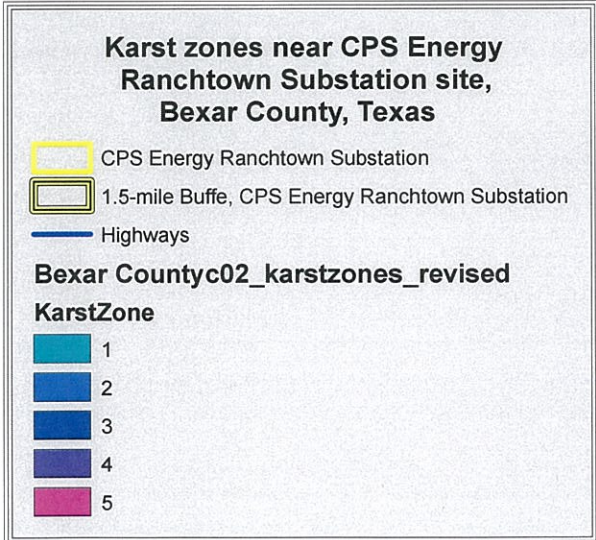 Karst zones near CPS Energy
Ranchtown Substation site,
Bexar County, Texas
CPS Energy Ranchtown Substation
1.5-mile Buffe, CPS Energy Ranchtown Substation
Highways
Bexar Countyc02_karstzones_revised
KarstZone
1
2
3
4
5